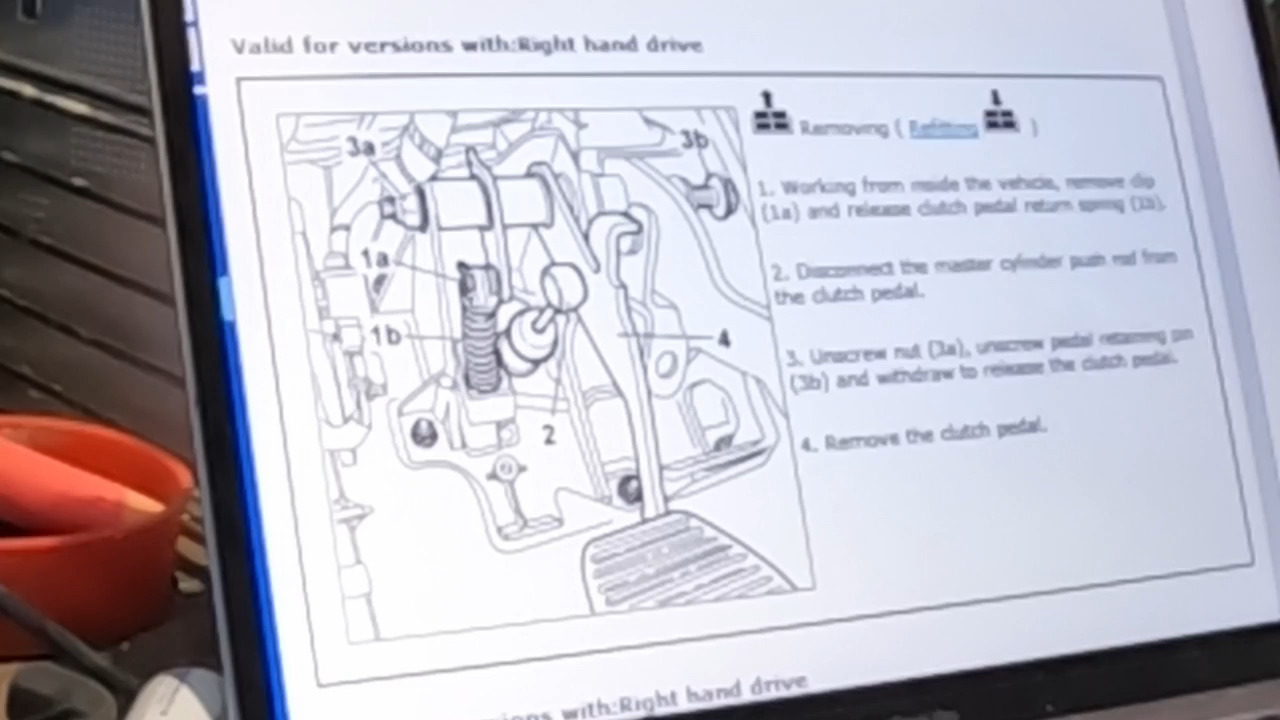 Valid for versions with:Right hand drive
3a
3b
1a
1b
4
2
Removing ( Refitting )
1. Working from inside the vehicle, remove clip
(1a) and release clutch pedal return spring (1b).
2. Disconnect the master cylinder push rod from
the clutch pedal.
3. Unscrew nut (3a), unscrew pedal retaining pin
(3b) and withdraw to release the clutch pedal.
4. Remove the clutch pedal.
with:Right hand drive